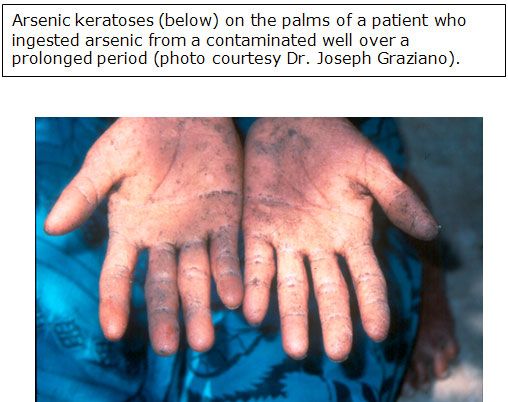 Arsenic keratoses (below) on the palms of a patient who
ingested arsenic from a contaminated well over a
prolonged period (photo courtesy Dr. Joseph Graziano).